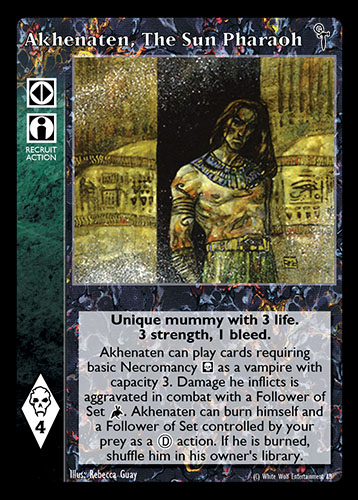 Akhenaten, The Sun Pharaoh
RECRUIT
ACTION
Unique mummy with 3 life.
3 strength, 1 bleed.
Akhenaten can play cards requiring
basic Necromancy as a vampire with
capacity 3. Damage he inflicts is
aggravated in combat with a Follower of
Set . Akhenaten can burn himself and
a Follower of Set controlled by your
prey as a Ⓓ action. If he is burned,
shuffle him in his owner's library.
4
Illus: Rebecca Guay
(C) White Wolf Entertainment AB